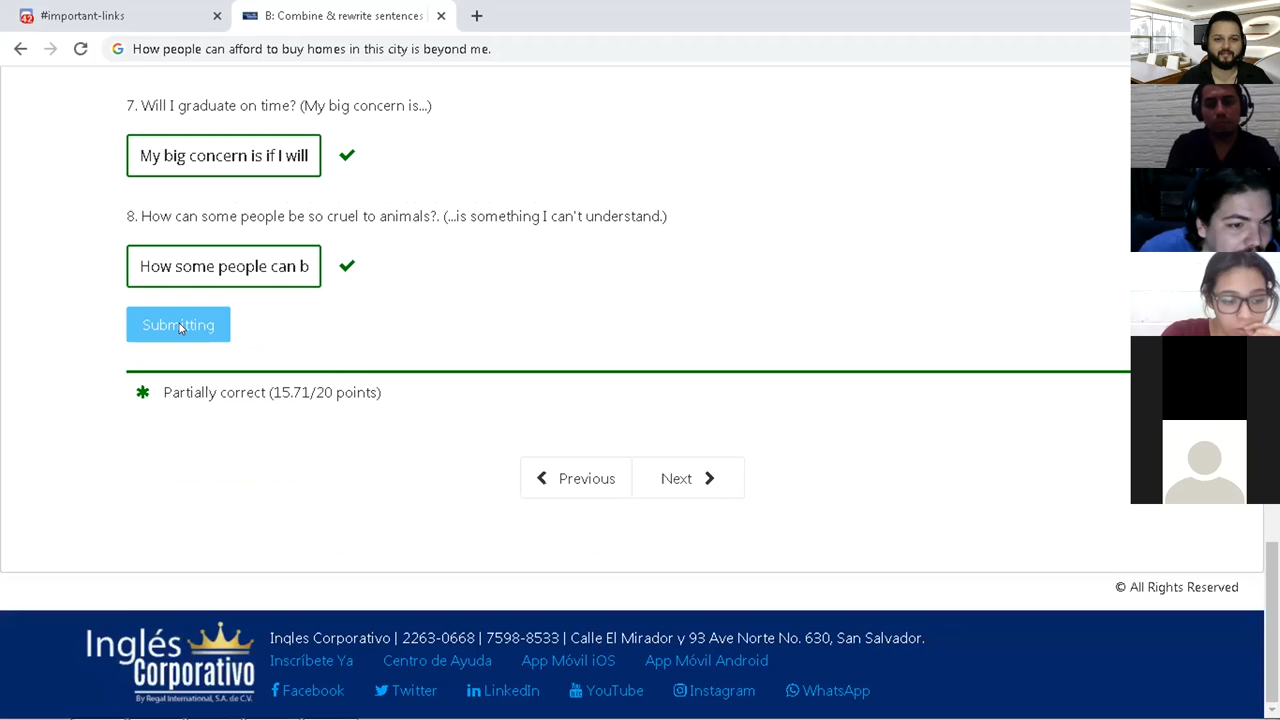 #important-links
B: Combine & rewrite sentences
How people can afford to buy homes in this city is beyond me.
7. Will I graduate on time? (My big concern is...)
My big concern is if I will
8. How can some people be so cruel to animals?. (...is something I can't understand.)
How some people can b
Submitting
Partially correct (15.71/20 points)
Previous
Next
© All Rights Reserved
Inglés Corporativo
By Regal International, S.A. de C.V.
Ingles Corporativo | 2263-0668 | 7598-8533 | Calle El Mirador y 93 Ave Norte No. 630, San Salvador.
Inscríbete Ya Centro de Ayuda App Móvil iOS App Móvil Android
Facebook Twitter LinkedIn YouTube Instagram WhatsApp